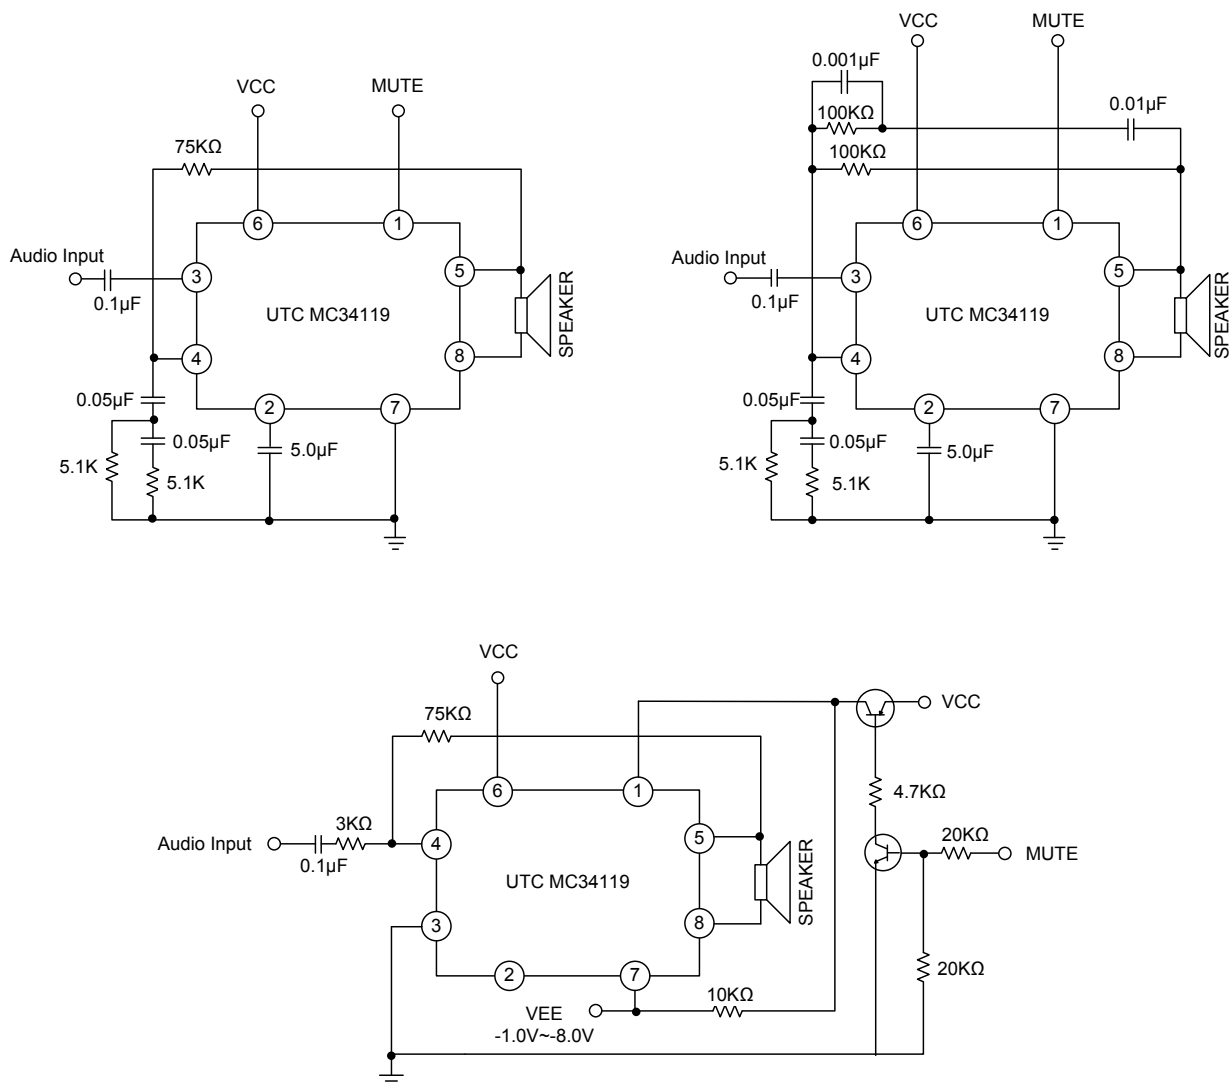 VCC
MUTE
75KΩ
6
1
Audio Input
0.1µF
3
5
UTC MC34119
SPEAKER
4
8
0.05µF
2
7
0.05µF
5.0µF
5.1K
5.1K
VCC
MUTE
0.001µF
0.01µF
100KΩ
100KΩ
6
1
Audio Input
0.1µF
3
5
UTC MC34119
SPEAKER
4
8
0.05µF
2
7
0.05µF
5.0µF
5.1K
5.1K
VCC
VCC
75KΩ
6
1
4.7KΩ
Audio Input
0.1µF
3KΩ
4
5
20KΩ
MUTE
UTC MC34119
SPEAKER
3
8
2
7
20KΩ
10KΩ
VEE
-1.0V~-8.0V